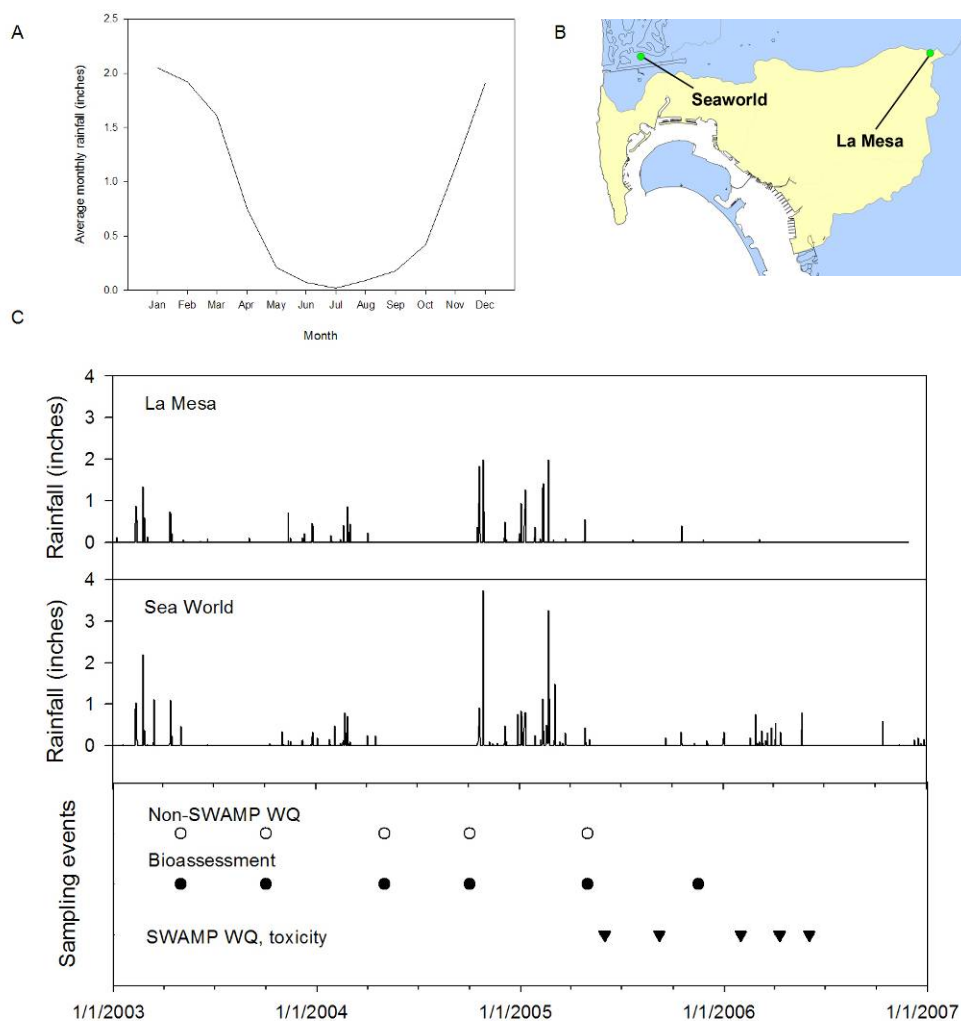 A
Average monthly rainfall (inches)
2.5
2.0
1.5
1.0
0.5
0.0
Jan Feb Mar Apr May Jun Jul Aug Sep Oct Nov Dec
Month
B
Seaworld
La Mesa
C
Rainfall (inches)
4
3
2
1
0
La Mesa
Rainfall (inches)
4
3
2
1
0
Sea World
Sampling events
Non-SWAMP WQ
Bioassessment
SWAMP WQ, toxicity
1/1/2003 1/1/2004 1/1/2005 1/1/2006 1/1/2007